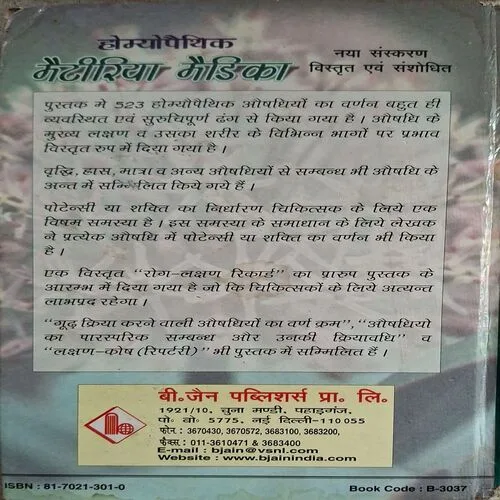 होम्योपैथिक
मैटीरिया मैडिका
नया संस्करण
विस्तृत एवं संशोधित
पुस्तक मे 523 होम्योपैथिक औषधियों का वर्णन बहुत ही
व्यवस्थित एवं सुरुचिपूर्ण ढंग से किया गया है। औषधि के
मुख्य लक्षण व उसका शरीर के विभिन्न भागों पर प्रभाव
विस्तृत रुप में दिया गया है।
वृद्धि, ह्रास, मात्रा व अन्य औषधियों से सम्बन्ध भी औषधि के
अन्त में सम्मिलित किये गये हैं।
पोटेन्सी या शक्ति का निर्धारण चिकित्सक के लिये एक
विषम समस्या है। इस समस्या के समाधान के लिये लेखक
ने प्रत्येक औषधि में पोटेन्सी या शक्ति का वर्णन भी किया
है।
एक विस्तृत "रोग-लक्षण रिकार्ड" का प्रारुप पुस्तक के
आरम्भ में दिया गया है जो कि चिकित्सकों के लिये अत्यन्त
लाभप्रद रहेगा।
"गूढ़ क्रिया करने वाली औषधियों का वर्ण क्रम", "औषधियो
का पारस्परिक सम्बन्ध और उनकी क्रियावधि" व
"लक्षण-कोष (रिपर्टरी)" भी पुस्तक में सम्मिलित हैं।
बी. जैन पब्लिशर्स प्रा. लि.
1921/10, चुना मण्डी, पहाड़गंज,
पो. बो. 5775, नई दिल्ली-110 055
फोन : 3670430, 3670572, 3683100, 3683200,
फैक्स : 011-3610471 & 3683400
E-mail : bjain@vsnl.com
Website : www.bjainindia.com
ISBN : 81-7021-301-0
Book Code : B-3037